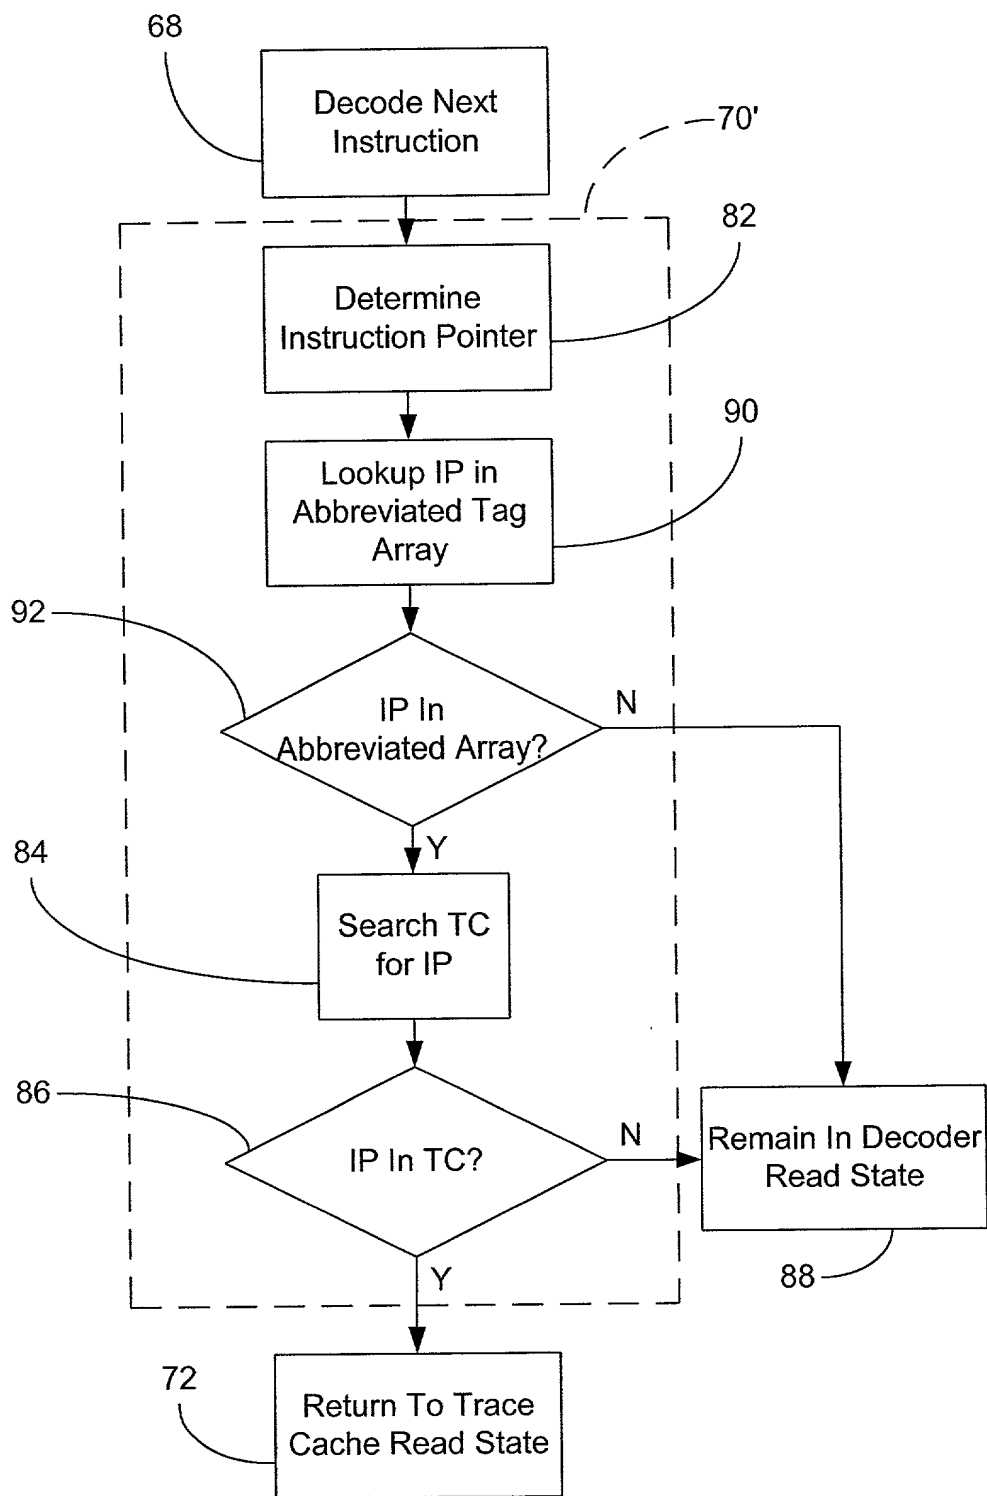 68
Decode Next
Instruction
70'
82
Determine
Instruction Pointer
90
Lookup IP in
Abbreviated Tag
Array
92
IP In
Abbreviated Array?
N
Y
84
Search TC
for IP
86
IP In TC?
N
Remain In Decoder
Read State
88
Y
72
Return To Trace
Cache Read State